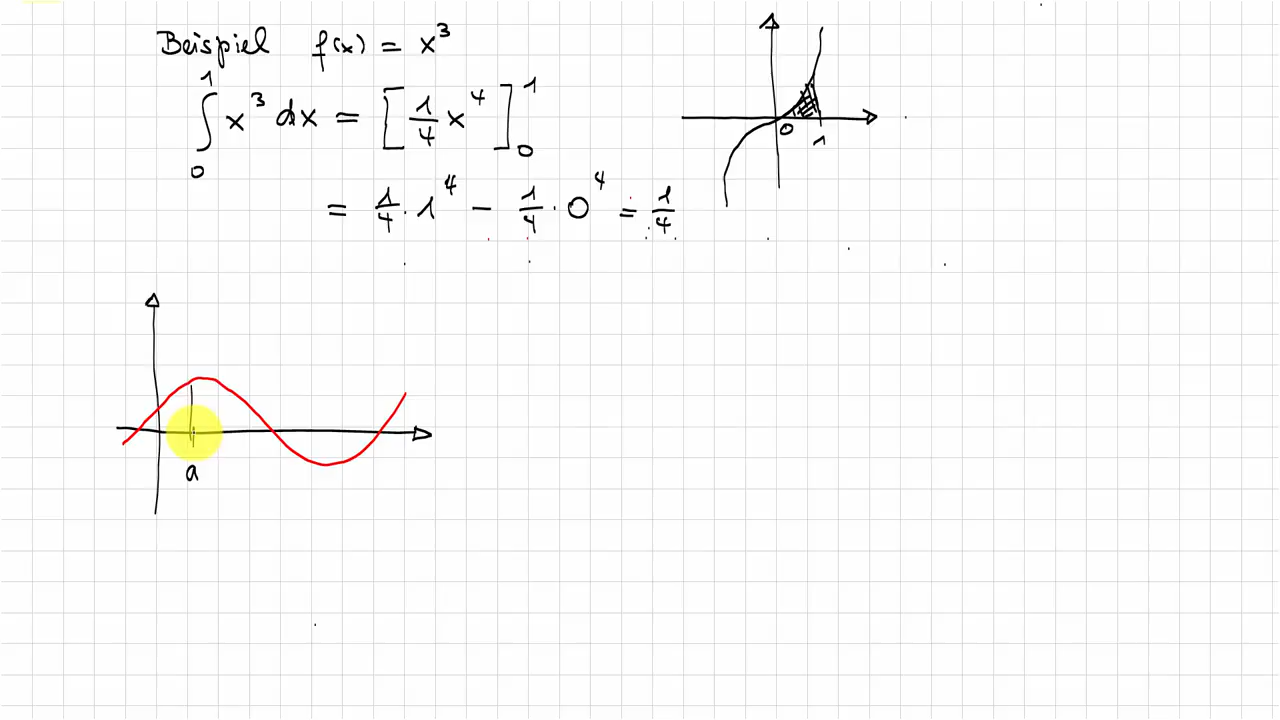 Beispiel f(x) = x³
∫₀¹ x³ dx = [1/4 x⁴]₀¹
= 1/4 · 1⁴ − 1/4 · 0⁴ = 1/4
0 1
a